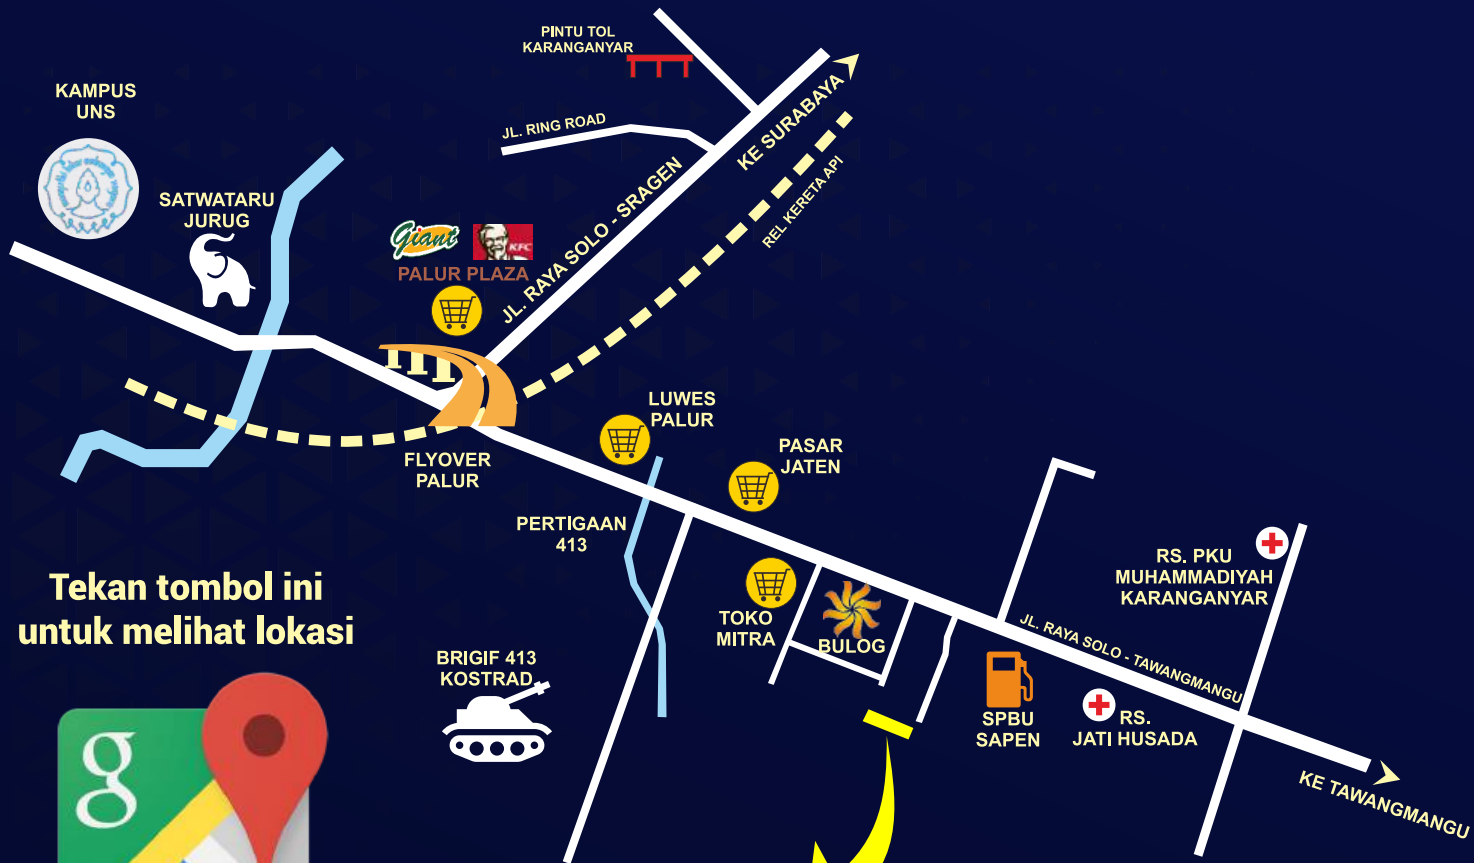 PINTU TOL
KARANGANYAR
KAMPUS
UNS
JL. RING ROAD
KE SURABAYA
REL KERETA API
SATWATARU
JURUG
Giant
KFC
PALUR PLAZA
JL. RAYA SOLO - SRAGEN
FLYOVER
PALUR
LUWES
PALUR
PASAR
JATEN
PERTIGAAN
413
RS. PKU
MUHAMMADIYAH
KARANGANYAR
Tekan tombol ini
untuk melihat lokasi
TOKO
MITRA
BULOG
JL. RAYA SOLO - TAWANGMANGU
BRIGIF 413
KOSTRAD
SPBU
SAPEN
RS.
JATI HUSADA
KE TAWANGMANGU
g